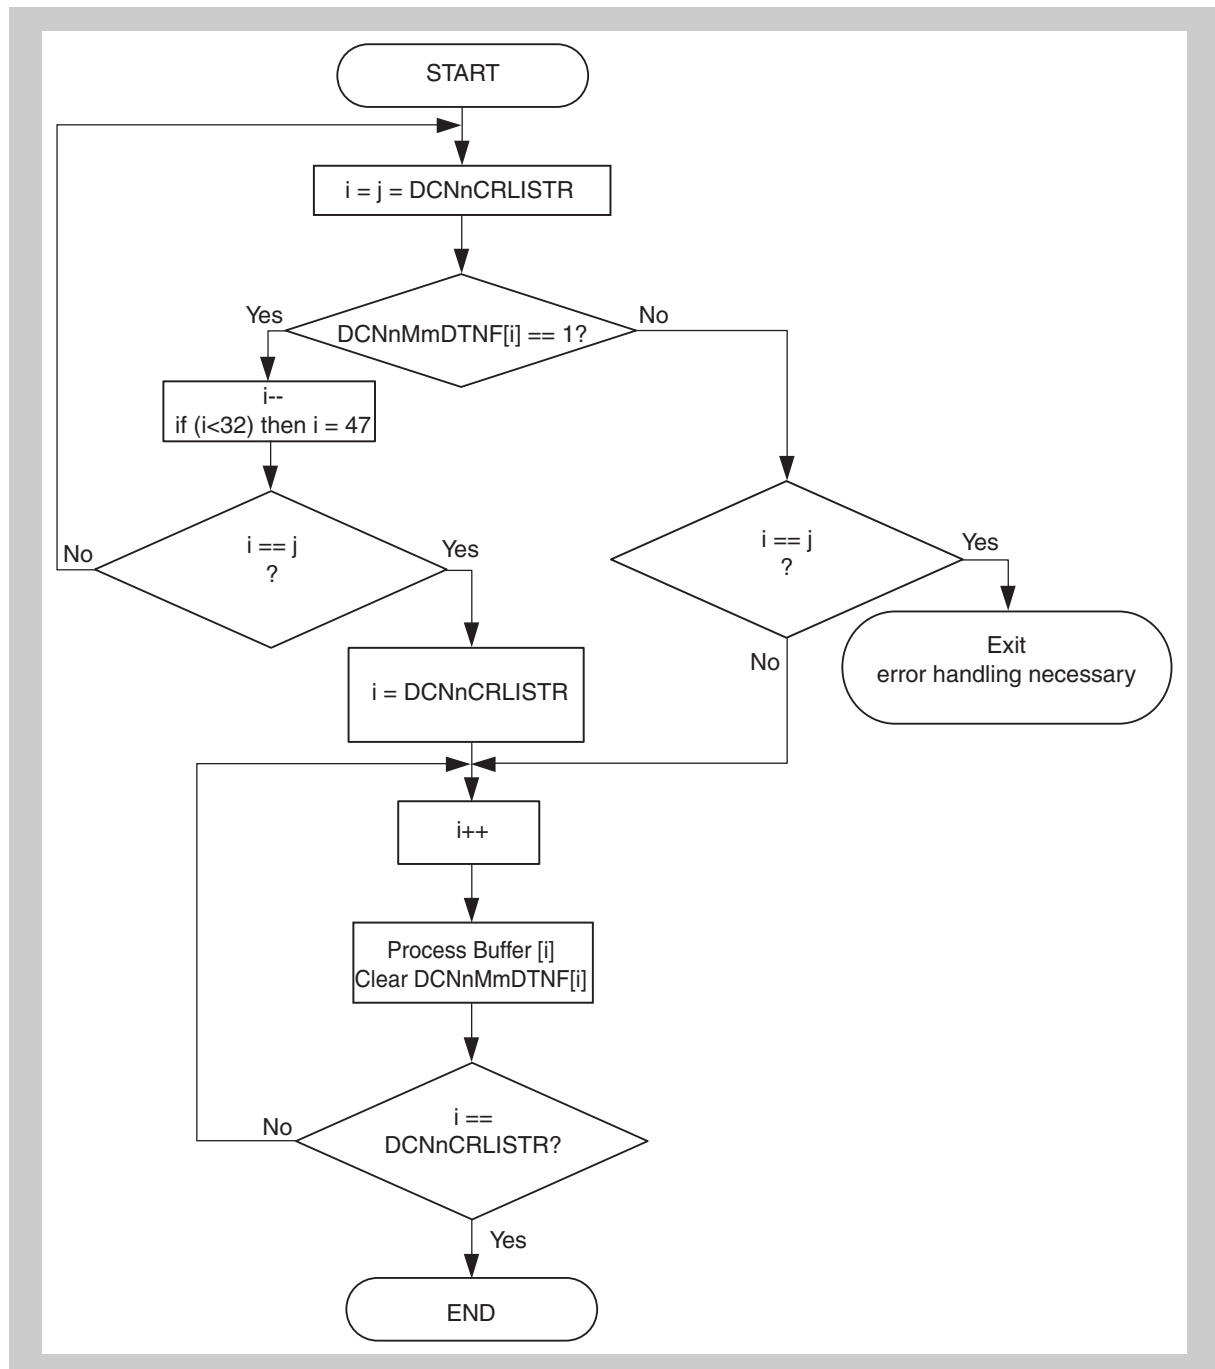 START
i = j = DCNnCRLISTR
Yes
No
DCNnMmDTNF[i] == 1?
i--
if (i<32) then i = 47
i == j
?
No
Yes
i == j
?
Yes
No
Exit
error handling necessary
i = DCNnCRLISTR
i++
Process Buffer [i]
Clear DCNnMmDTNF[i]
i ==
DCNnCRLISTR?
No
Yes
END